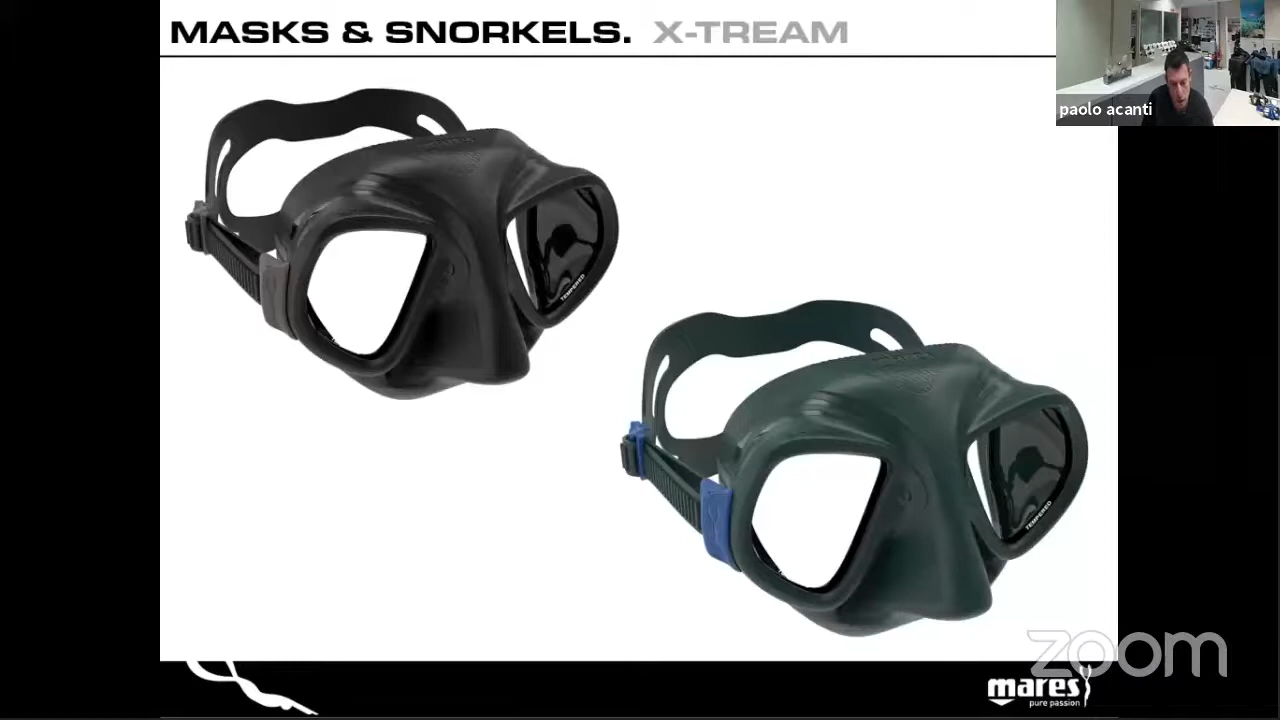 MASKS & SNORKELS. X-TREAM
paolo acanti
TEMPERED
TEMPERED
zoom
mares
pure passion